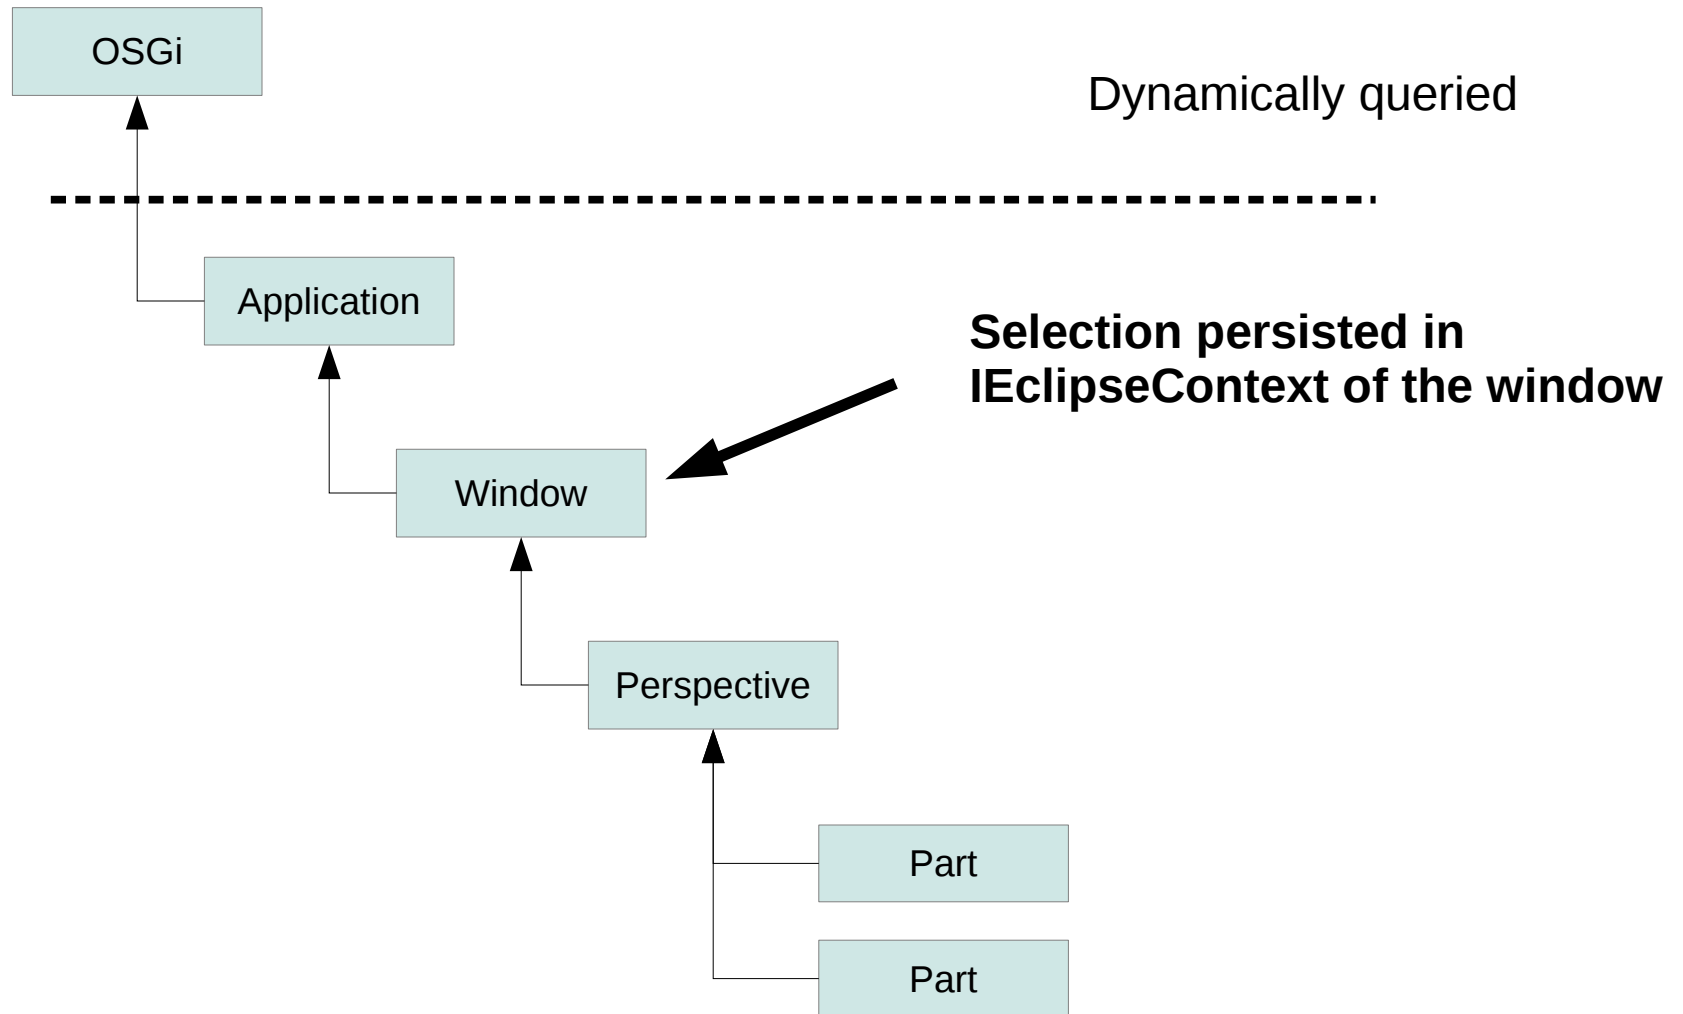 OSGi
Dynamically queried
Application
Selection persisted in
IEclipseContext of the window
Window
Perspective
Part
Part